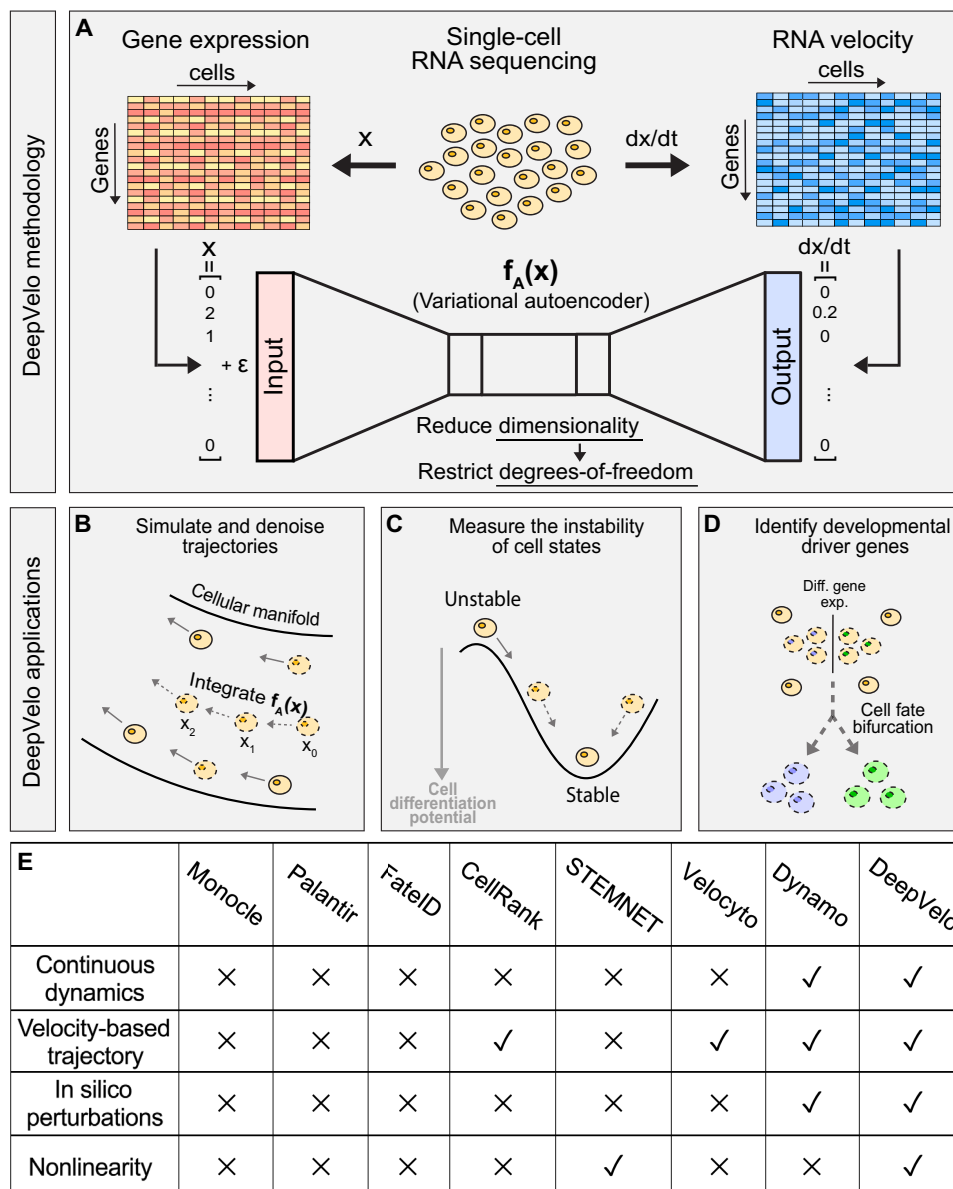 DeepVelo methodology
A
Gene expression
cells
Genes
Single-cell
RNA sequencing
x
dx/dt
RNA velocity
cells
Genes
x
=
0
2
1
...
0
+ ε
Input
f_A(x)
(Variational autoencoder)
Reduce dimensionality
Restrict degrees-of-freedom
Output
dx/dt
=
0
0.2
0
...
0
DeepVelo applications
B
Simulate and denoise
trajectories
Cellular manifold
Integrate f_A(x)
x₂
x₁
x₀
C
Measure the instability
of cell states
Unstable
Stable
Cell
differentiation
potential
D
Identify developmental
driver genes
Diff. gene
exp.
Cell fate
bifurcation
E
Monocle Palantir FateID CellRank STEMNET Velocyto Dynamo DeepVelo
Continuous
dynamics
× × × × × × ✓ ✓
Velocity-based
trajectory
× × × ✓ × ✓ ✓ ✓
In silico
perturbations
× × × × × × ✓ ✓
Nonlinearity
× × × × ✓ × × ✓